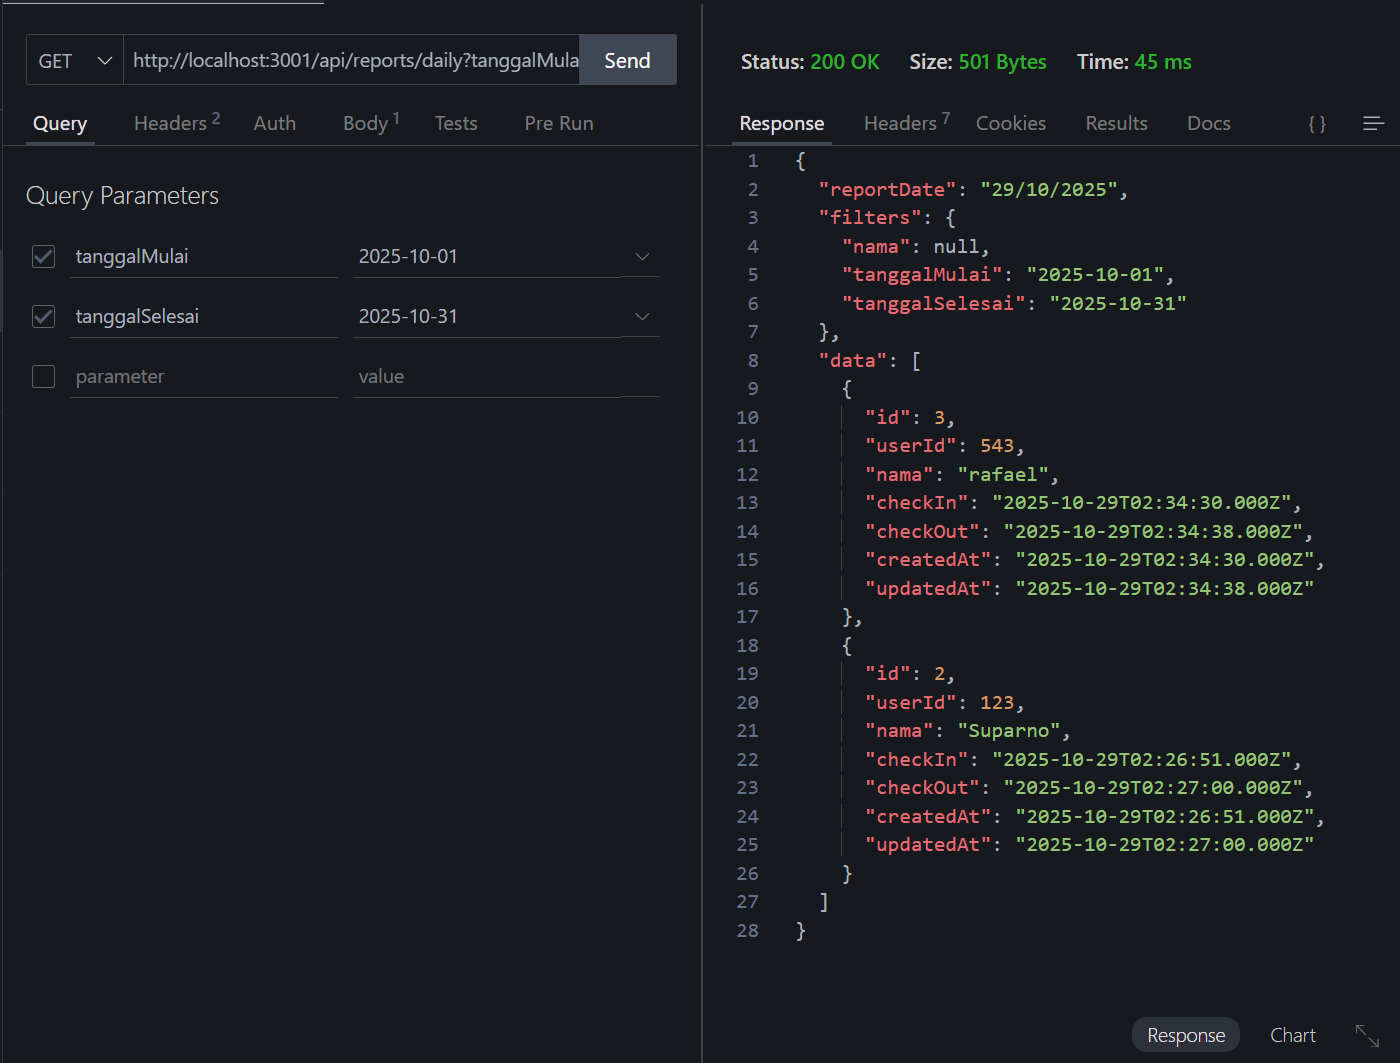 GET http://localhost:3001/api/reports/daily?tanggalMula Send
Query Headers 2 Auth Body 1 Tests Pre Run
Query Parameters
tanggalMulai 2025-10-01
tanggalSelesai 2025-10-31
parameter value
Status: 200 OK Size: 501 Bytes Time: 45 ms
Response Headers 7 Cookies Results Docs { }
1 {
2 "reportDate": "29/10/2025",
3 "filters": {
4 "nama": null,
5 "tanggalMulai": "2025-10-01",
6 "tanggalSelesai": "2025-10-31"
7 },
8 "data": [
9 {
10 "id": 3,
11 "userId": 543,
12 "nama": "rafael",
13 "checkIn": "2025-10-29T02:34:30.000Z",
14 "checkOut": "2025-10-29T02:34:38.000Z",
15 "createdAt": "2025-10-29T02:34:30.000Z",
16 "updatedAt": "2025-10-29T02:34:38.000Z"
17 },
18 {
19 "id": 2,
20 "userId": 123,
21 "nama": "Suparno",
22 "checkIn": "2025-10-29T02:26:51.000Z",
23 "checkOut": "2025-10-29T02:27:00.000Z",
24 "createdAt": "2025-10-29T02:26:51.000Z",
25 "updatedAt": "2025-10-29T02:27:00.000Z"
26 }
27 ]
28 }
Response Chart